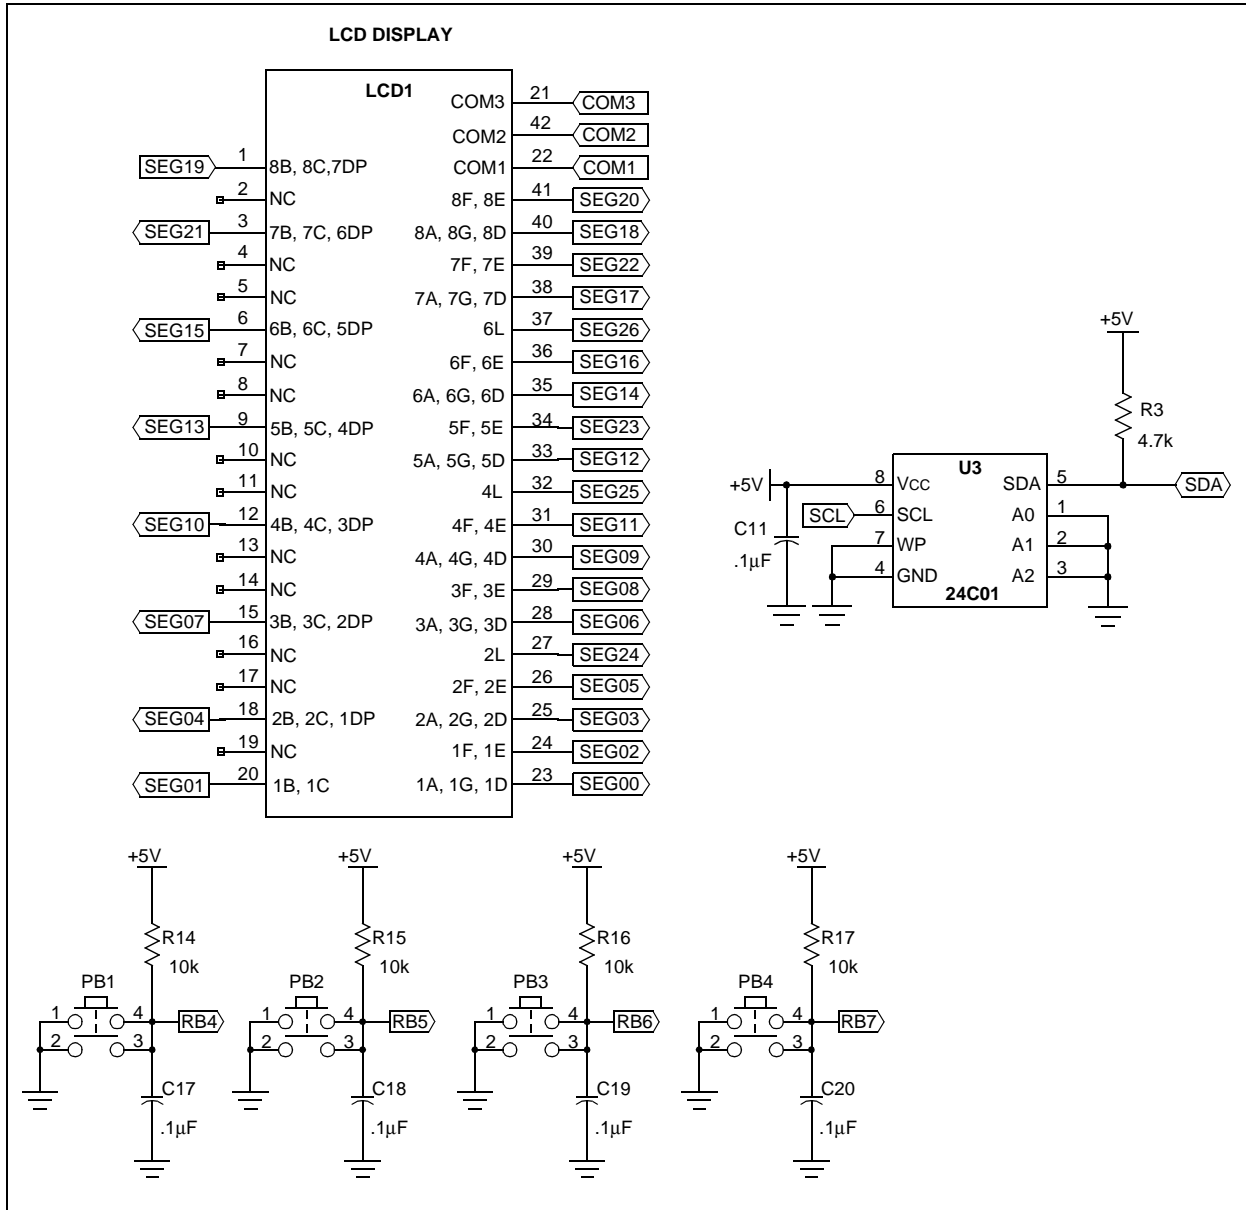 LCD DISPLAY
LCD1
COM3 21 COM3
COM2 42 COM2
SEG19 1 8B, 8C,7DP COM1 22 COM1
2 NC 8F, 8E 41 SEG20
SEG21 3 7B, 7C, 6DP 8A, 8G, 8D 40 SEG18
4 NC 7F, 7E 39 SEG22
5 NC 7A, 7G, 7D 38 SEG17
SEG15 6 6B, 6C, 5DP 6L 37 SEG26
7 NC 6F, 6E 36 SEG16
8 NC 6A, 6G, 6D 35 SEG14
SEG13 9 5B, 5C, 4DP 5F, 5E 34 SEG23
10 NC 5A, 5G, 5D 33 SEG12
11 NC 4L 32 SEG25
SEG10 12 4B, 4C, 3DP 4F, 4E 31 SEG11
13 NC 4A, 4G, 4D 30 SEG09
14 NC 3F, 3E 29 SEG08
SEG07 15 3B, 3C, 2DP 3A, 3G, 3D 28 SEG06
16 NC 2L 27 SEG24
17 NC 2F, 2E 26 SEG05
SEG04 18 2B, 2C, 1DP 2A, 2G, 2D 25 SEG03
19 NC 1F, 1E 24 SEG02
SEG01 20 1B, 1C 1A, 1G, 1D 23 SEG00
+5V
R3
4.7k
U3
+5V 8 VCC SDA 5 SDA
SCL 6 SCL A0 1
C11 7 WP A1 2
.1µF 4 GND A2 3
24C01
+5V +5V +5V +5V
R14 R15 R16 R17
10k 10k 10k 10k
PB1 PB2 PB3 PB4
1 4 RB4 1 4 RB5 1 4 RB6 1 4 RB7
2 3 2 3 2 3 2 3
C17 C18 C19 C20
.1µF .1µF .1µF .1µF